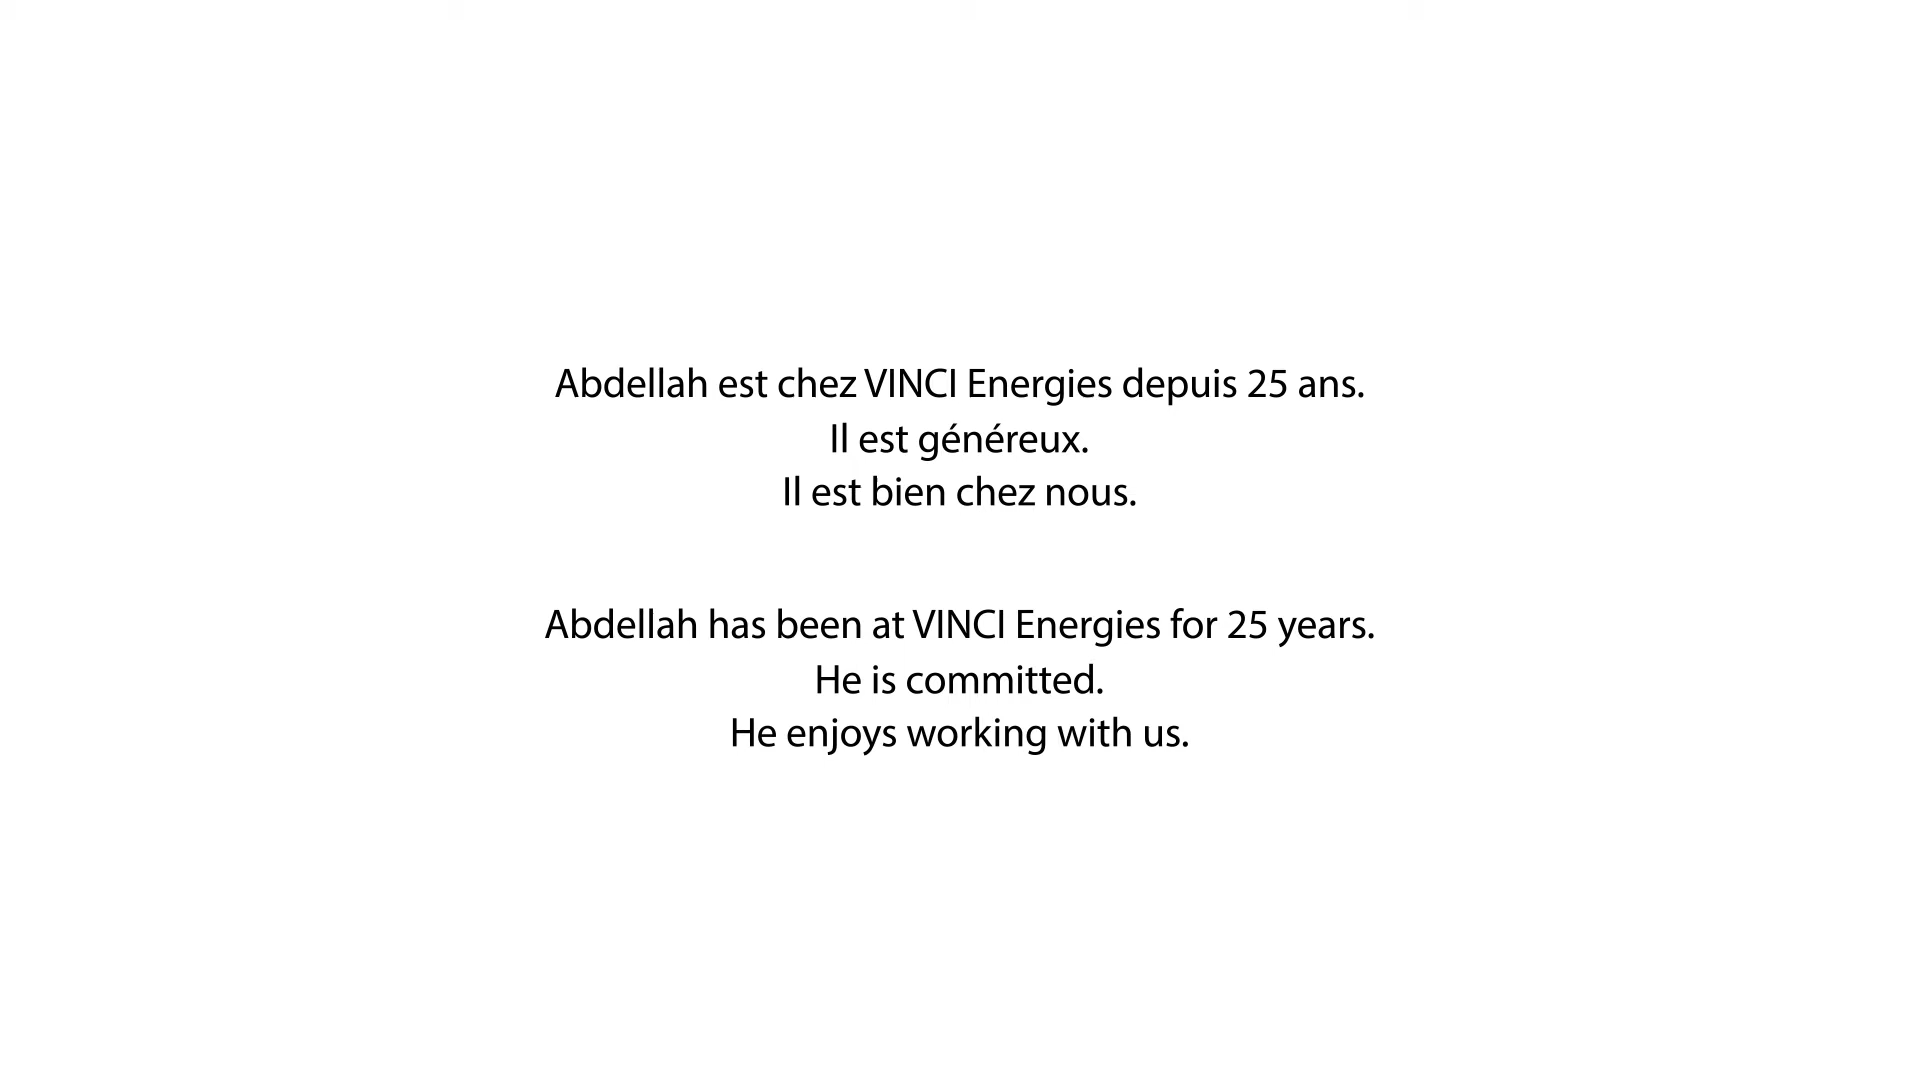 Abdellah est chez VINCI Energies depuis 25 ans.
Il est généreux.
Il est bien chez nous.
Abdellah has been at VINCI Energies for 25 years.
He is committed.
He enjoys working with us.